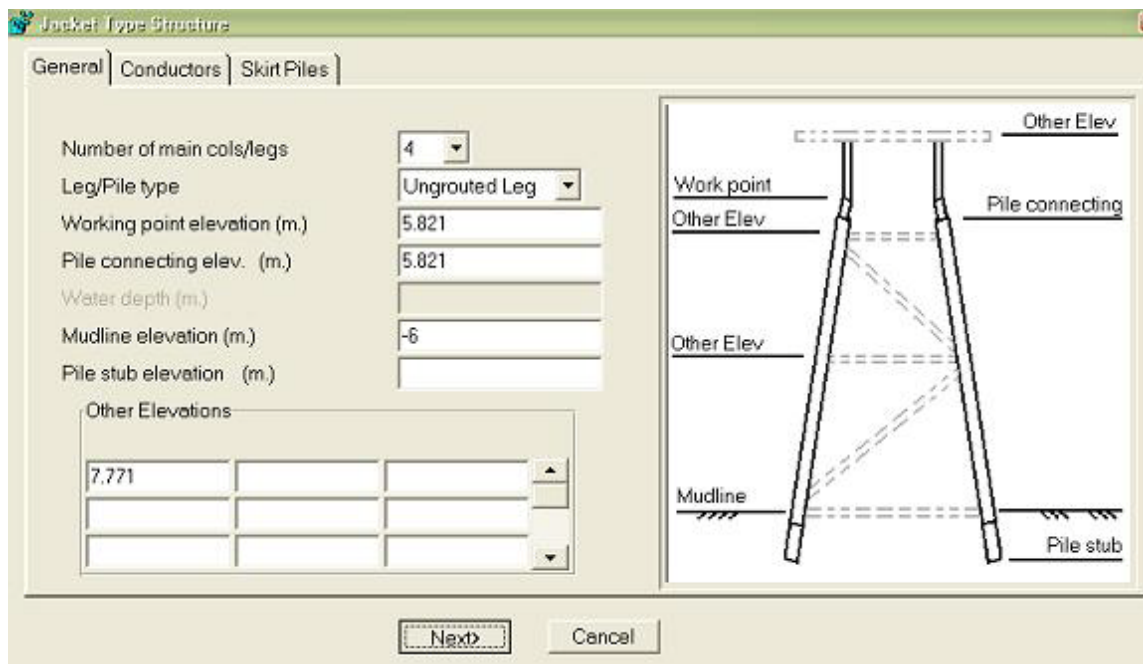 Jacket Type Structure
General Conductors Skirt Piles
Number of main cols/legs 4
Leg/Pile type Ungrouted Leg
Working point elevation (m.) 5.821
Pile connecting elev. (m.) 5.821
Water depth (m.)
Mudline elevation (m.) -6
Pile stub elevation (m.)
Other Elevations
7.771
Other Elev
Work point
Pile connecting
Other Elev
Other Elev
Mudline
Pile stub
Next>
Cancel